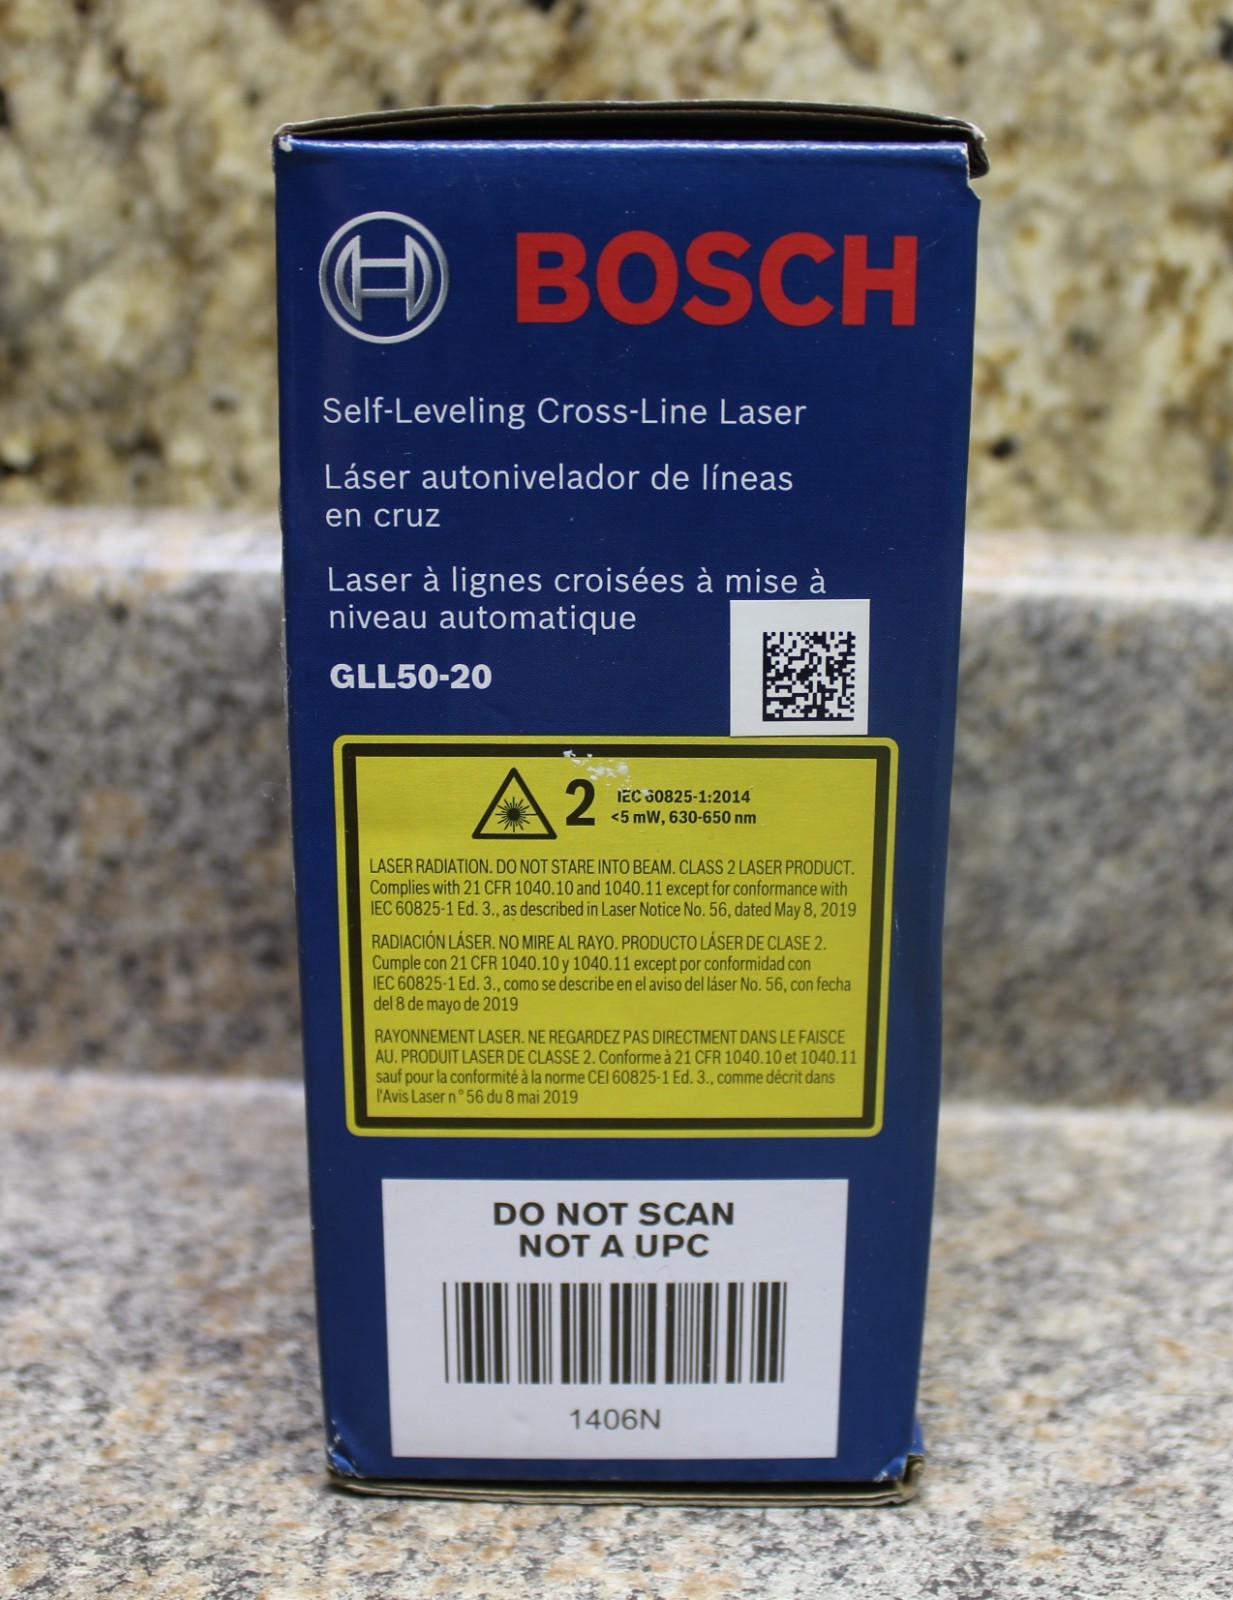 BOSCH
Self-Leveling Cross-Line Laser
Láser autonivelador de líneas
en cruz
Laser à lignes croisées à mise à
niveau automatique
GLL50-20
2 IEC 60825-1:2014
<5 mW, 630-650 nm
LASER RADIATION. DO NOT STARE INTO BEAM. CLASS 2 LASER PRODUCT.
Complies with 21 CFR 1040.10 and 1040.11 except for conformance with
IEC 60825-1 Ed. 3., as described in Laser Notice No. 56, dated May 8, 2019
RADIACIÓN LÁSER. NO MIRE AL RAYO. PRODUCTO LÁSER DE CLASE 2.
Cumple con 21 CFR 1040.10 y 1040.11 except por conformidad con
IEC 60825-1 Ed. 3., como se describe en el aviso del láser No. 56, con fecha
del 8 de mayo de 2019
RAYONNEMENT LASER. NE REGARDEZ PAS DIRECTMENT DANS LE FAISCE
AU. PRODUIT LASER DE CLASSE 2. Conforme à 21 CFR 1040.10 et 1040.11
sauf pour la conformité à la norme CEI 60825-1 Ed. 3., comme décrit dans
l'Avis Laser n° 56 du 8 mai 2019
DO NOT SCAN
NOT A UPC
1406N